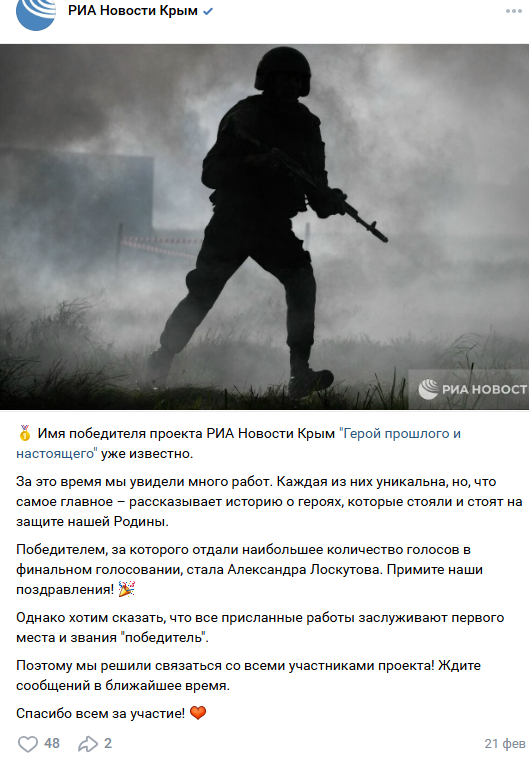 РИА Новости Крым
РИА НОВОСТ
🥇 Имя победителя проекта РИА Новости Крым "Герой прошлого и
настоящего" уже известно.
За это время мы увидели много работ. Каждая из них уникальна, но, что
самое главное – рассказывает историю о героях, которые стояли и стоят на
защите нашей Родины.
Победителем, за которого отдали наибольшее количество голосов в
финальном голосовании, стала Александра Лоскутова. Примите наши
поздравления! 🎉
Однако хотим сказать, что все присланные работы заслуживают первого
места и звания "победитель".
Поэтому мы решили связаться со всеми участниками проекта! Ждите
сообщений в ближайшее время.
Спасибо всем за участие! ❤
48 2 21 фев